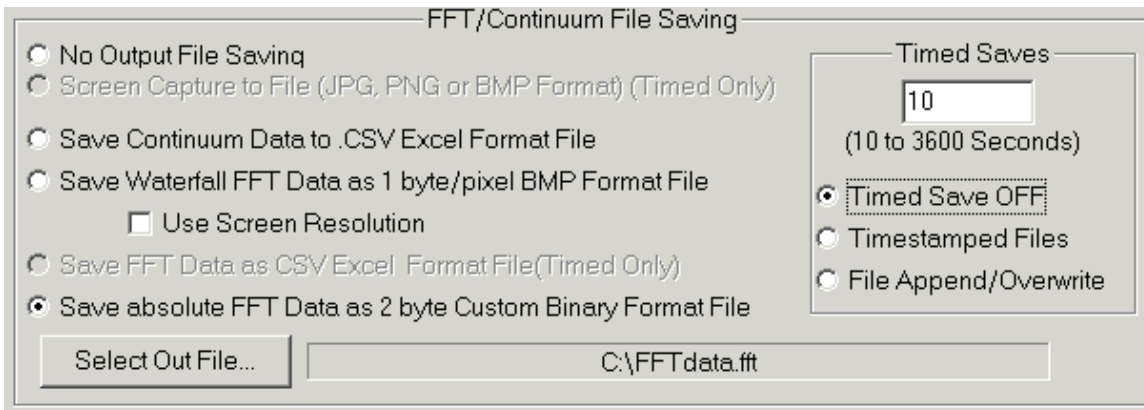 FFT/Continuum File Saving
No Output File Saving
Screen Capture to File (JPG, PNG or BMP Format) (Timed Only)
Save Continuum Data to .CSV Excel Format File
Save Waterfall FFT Data as 1 byte/pixel BMP Format File
Use Screen Resolution
Save FFT Data as CSV Excel Format File(Timed Only)
Save absolute FFT Data as 2 byte Custom Binary Format File
Select Out File...
C:\FFTdata.fft
Timed Saves
10
(10 to 3600 Seconds)
Timed Save OFF
Timestamped Files
File Append/Overwrite